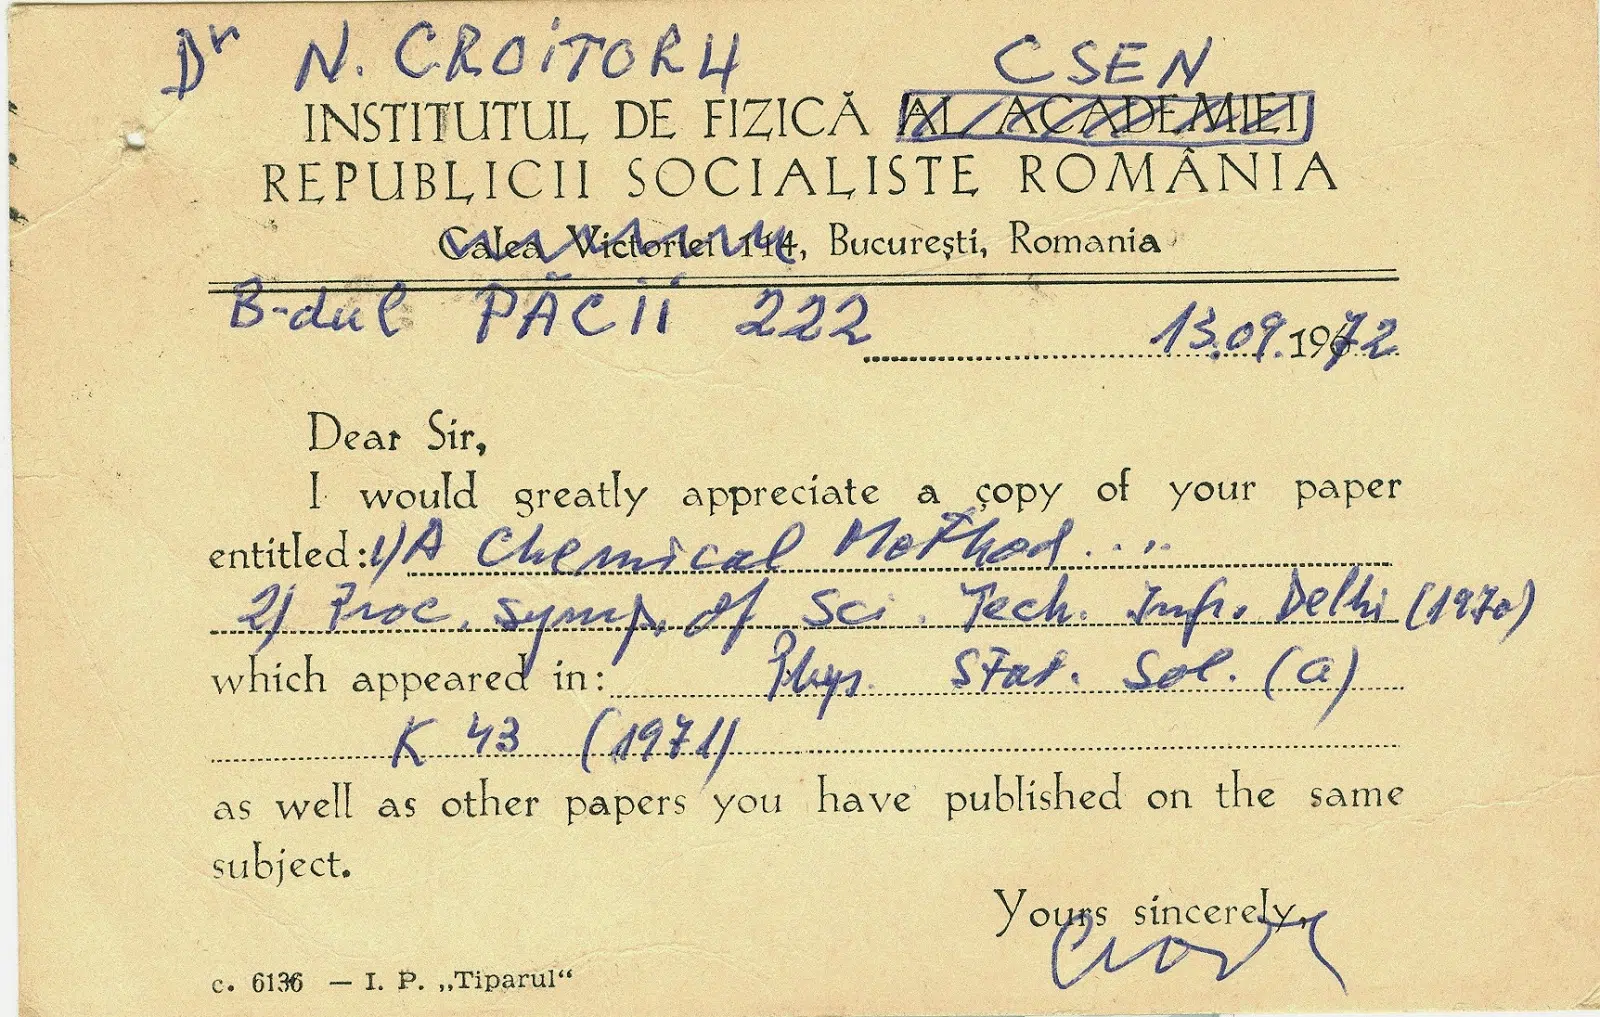 Dr N. CROITORU CSEN
INSTITUTUL DE FIZICĂ AL ACADEMIEI
REPUBLICII SOCIALISTE ROMÂNIA
Calea Victoriei 114, București, Romania
B-dul PĂCII 222 13.09.1972
Dear Sir,
I would greatly appreciate a copy of your paper
entitled: 1) A Chemical Method.....
2) Proc. Symp. of Sci. Tech. Inf. Delhi (1970)
which appeared in: Phys. Stat. Sol. (a)
K 43 (1971)
as well as other papers you have published on the same
subject.
Yours sincerely,
c. 6136 — I. P. „Tiparul“